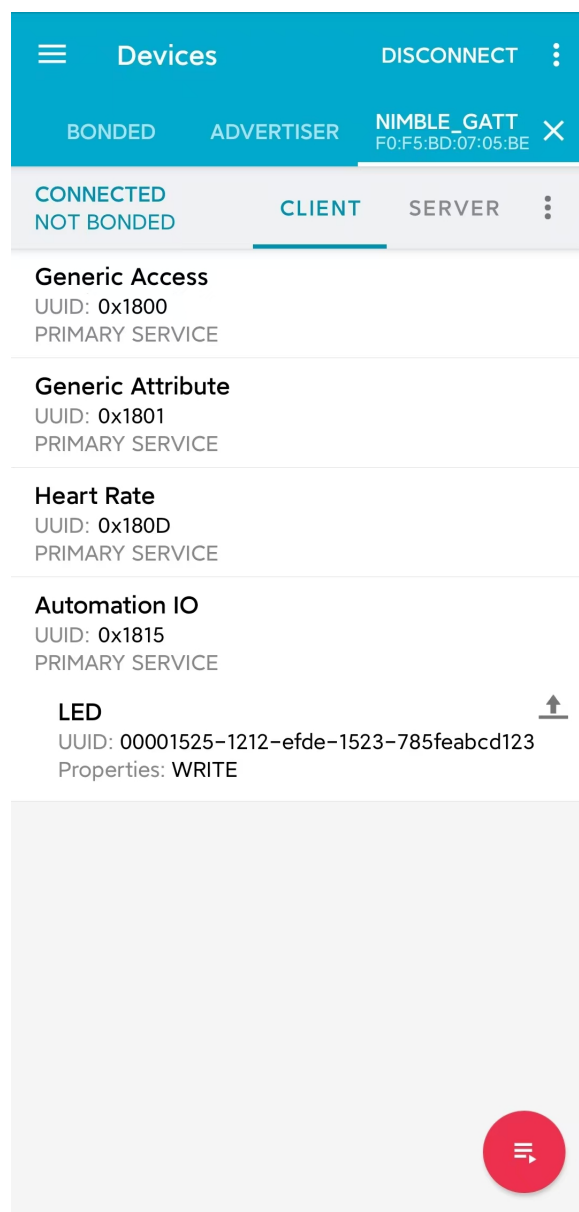 Devices
DISCONNECT
BONDED
ADVERTISER
NIMBLE_GATT
F0:F5:BD:07:05:BE
CONNECTED
NOT BONDED
CLIENT
SERVER
Generic Access
UUID: 0x1800
PRIMARY SERVICE
Generic Attribute
UUID: 0x1801
PRIMARY SERVICE
Heart Rate
UUID: 0x180D
PRIMARY SERVICE
Automation IO
UUID: 0x1815
PRIMARY SERVICE
LED
UUID: 00001525-1212-efde-1523-785feabcd123
Properties: WRITE